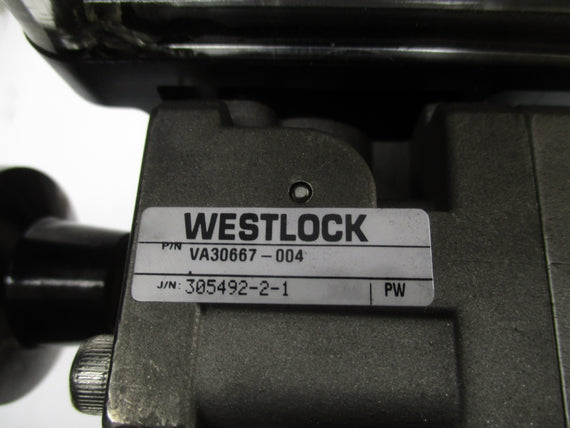 WESTLOCK
P/N VA30667-004
J/N: 305492-2-1 PW